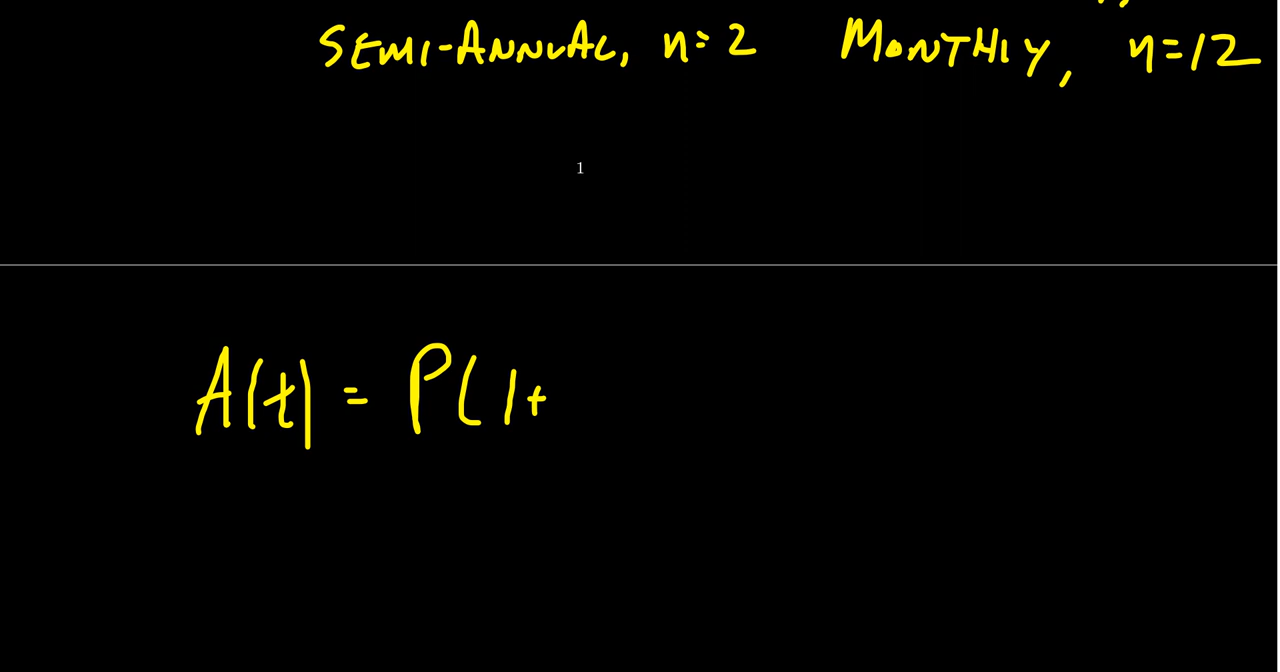 SEMI-ANNUAL, n=2 MONTHLY, n=12
1
A(t) = P(1+